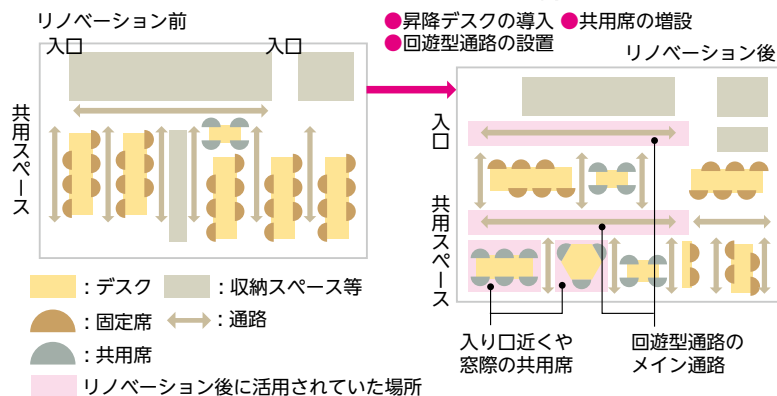 リノベーション前
入口
入口
共用スペース
●昇降デスクの導入 ●共用席の増設
●回遊型通路の設置
リノベーション後
入口
共用スペース
：デスク
：収納スペース等
：固定席
：通路
：共用席
リノベーション後に活用されていた場所
入り口近くや
窓際の共用席
回遊型通路の
メイン通路